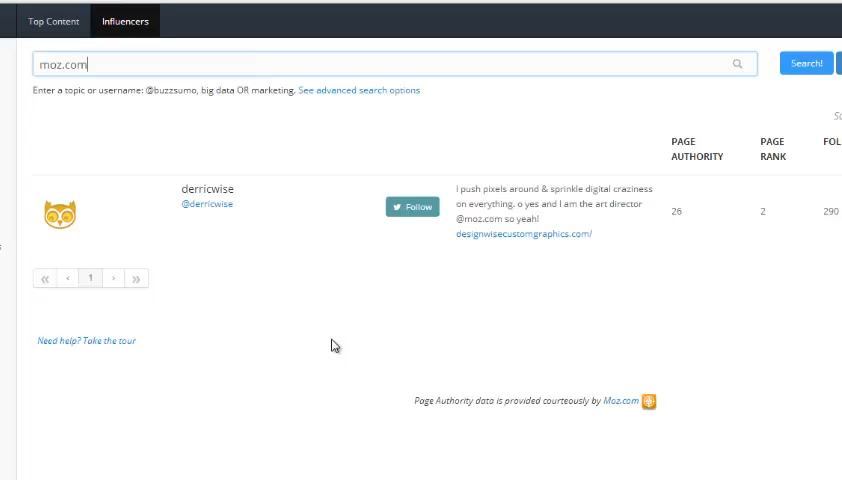 Top Content Influencers
moz.com
Search!
Enter a topic or username: @buzzsumo, big data OR marketing. See advanced search options
PAGE AUTHORITY
PAGE RANK
derricwise
@derricwise
Follow
I push pixels around & sprinkle digital craziness
on everything. o yes and I am the art director
@moz.com so yeah!
designwisecustomgraphics.com/
26
2
290
« ‹ 1 › »
Need help? Take the tour
Page Authority data is provided courteously by Moz.com